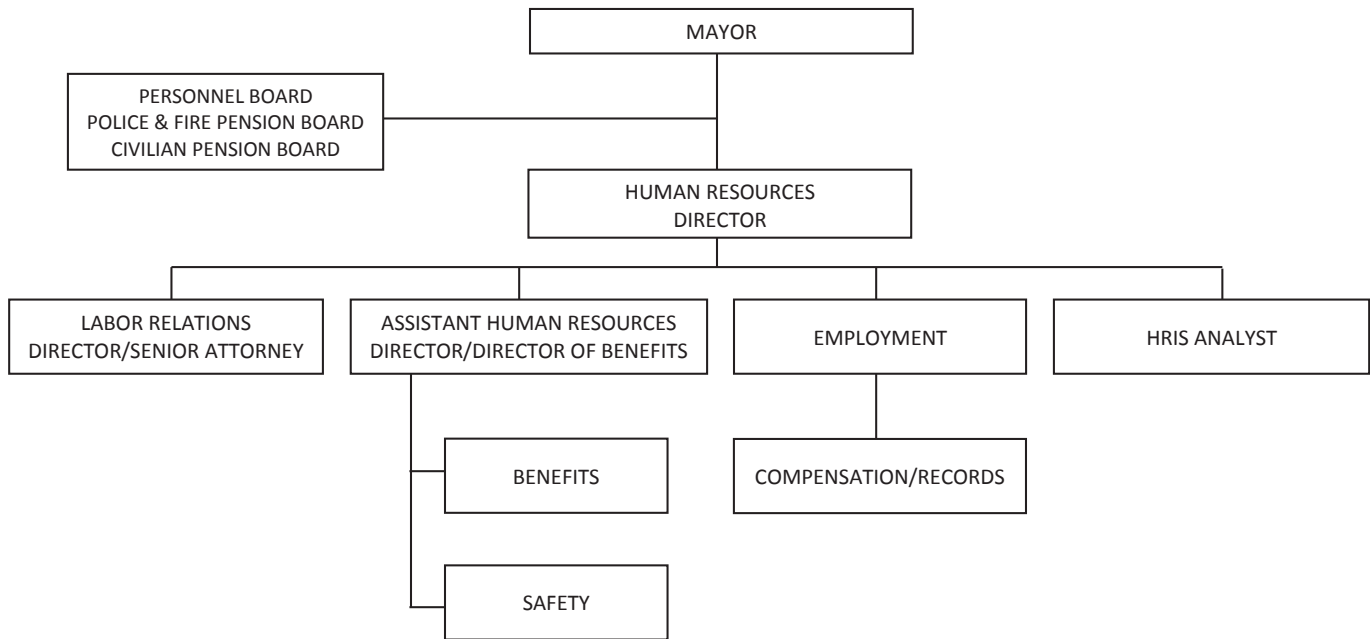 MAYOR
PERSONNEL BOARD
POLICE & FIRE PENSION BOARD
CIVILIAN PENSION BOARD
HUMAN RESOURCES
DIRECTOR
LABOR RELATIONS
DIRECTOR/SENIOR ATTORNEY
ASSISTANT HUMAN RESOURCES
DIRECTOR/DIRECTOR OF BENEFITS
EMPLOYMENT
HRIS ANALYST
BENEFITS
COMPENSATION/RECORDS
SAFETY